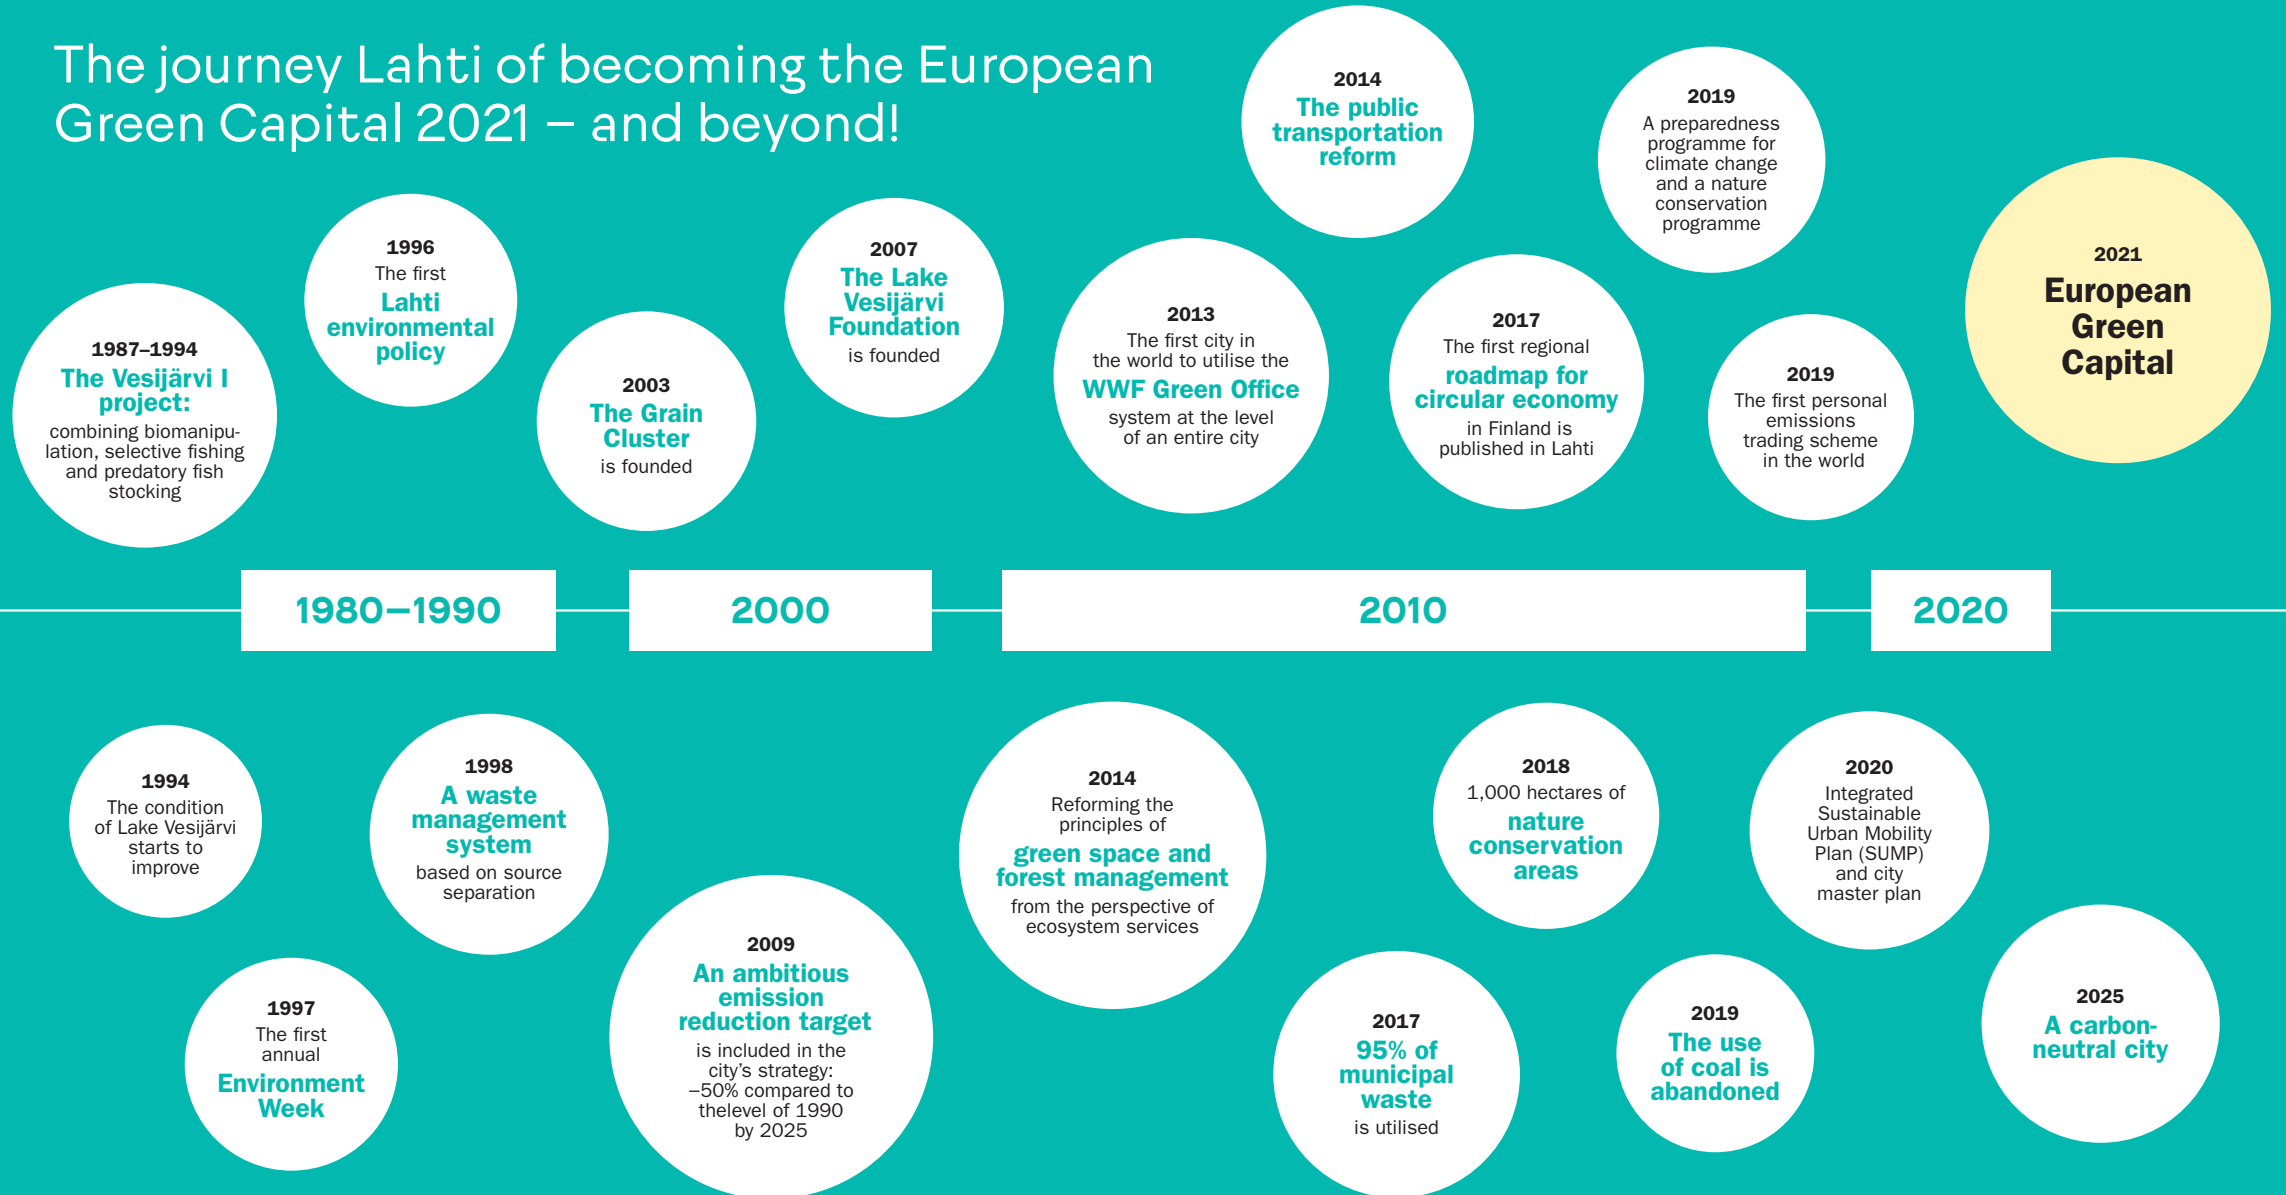 The journey Lahti of becoming the European
Green Capital 2021 – and beyond!
1987–1994
The Vesijärvi I
project:
combining biomanipu-
lation, selective fishing
and predatory fish
stocking
1996
The first
Lahti
environmental
policy
2003
The Grain
Cluster
is founded
2007
The Lake
Vesijärvi
Foundation
is founded
2013
The first city in
the world to utilise the
WWF Green Office
system at the level
of an entire city
2014
The public
transportation
reform
2017
The first regional
roadmap for
circular economy
in Finland is
published in Lahti
2019
A preparedness
programme for
climate change
and a nature
conservation
programme
2019
The first personal
emissions
trading scheme
in the world
2021
European
Green
Capital
1980–1990
2000
2010
2020
1994
The condition
of Lake Vesijärvi
starts to
improve
1997
The first
annual
Environment
Week
1998
A waste
management
system
based on source
separation
2009
An ambitious
emission
reduction target
is included in the
city's strategy:
–50% compared to
thelevel of 1990
by 2025
2014
Reforming the
principles of
green space and
forest management
from the perspective of
ecosystem services
2017
95% of
municipal
waste
is utilised
2018
1,000 hectares of
nature
conservation
areas
2019
The use
of coal is
abandoned
2020
Integrated
Sustainable
Urban Mobility
Plan (SUMP)
and city
master plan
2025
A carbon-
neutral city